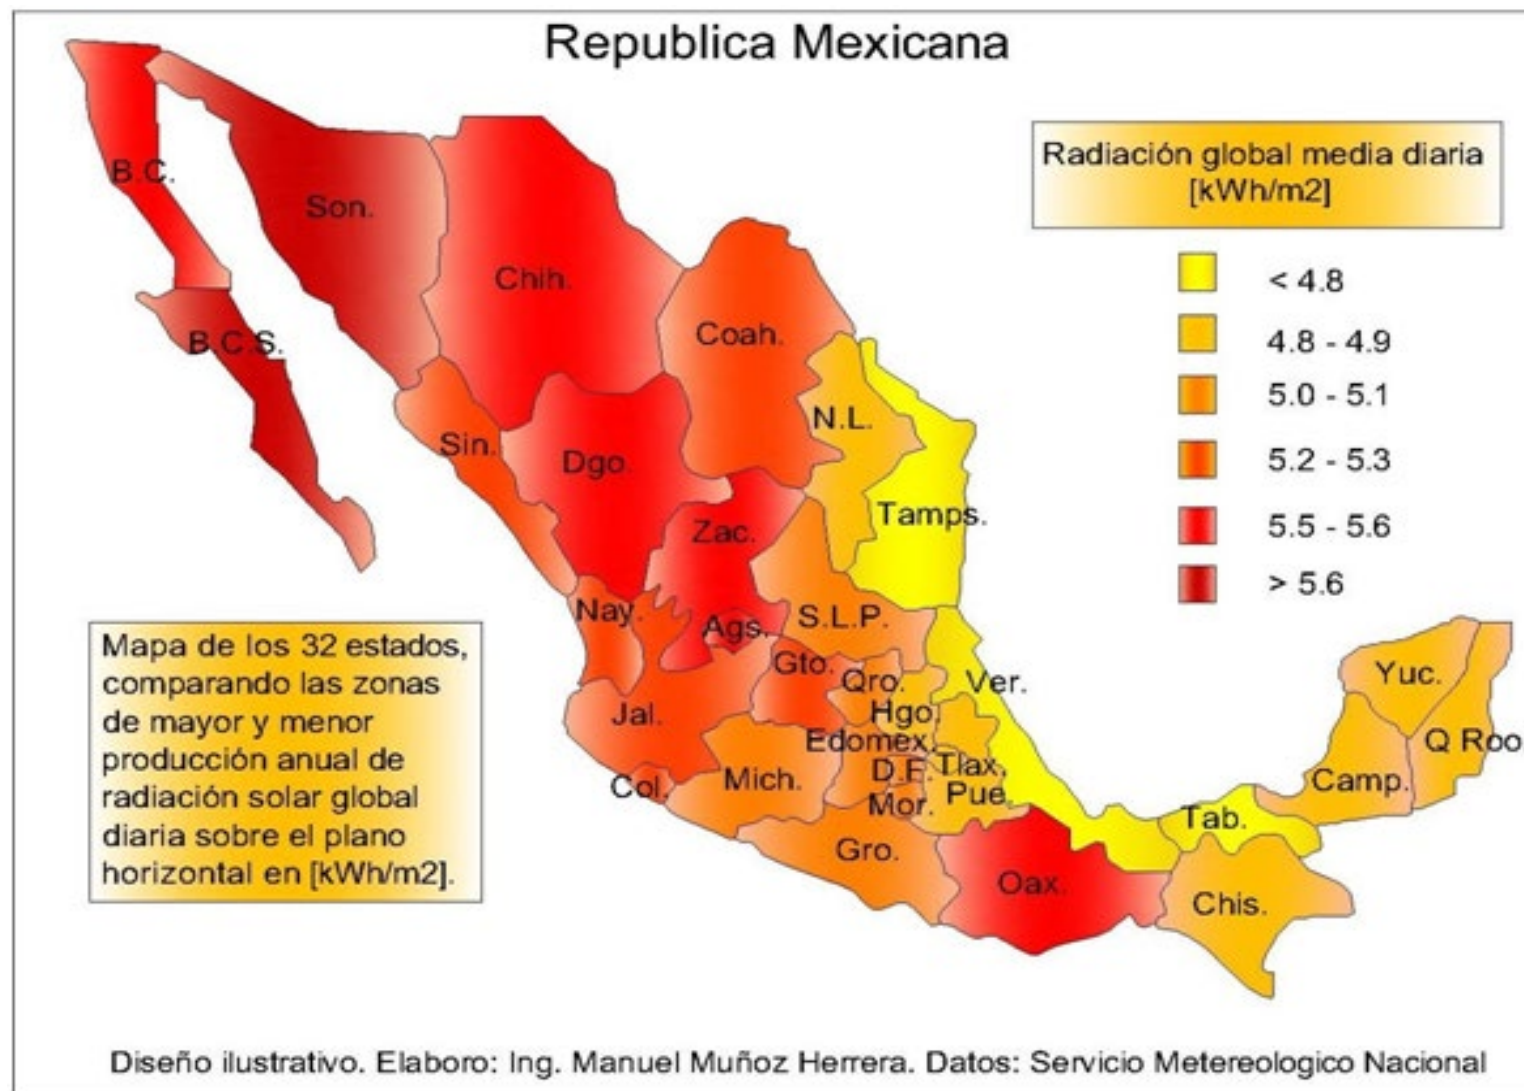 Republica Mexicana
Radiación global media diaria
[kWh/m2]
< 4.8
4.8 - 4.9
5.0 - 5.1
5.2 - 5.3
5.5 - 5.6
> 5.6
B.C.
Son.
Chih.
B.C.S.
Coah.
N.L.
Sin.
Dgo.
Tamps.
Zac.
Nay.
Ags.
S.L.P.
Gto.
Qro.
Ver.
Hgo.
Jal.
Edomex.
D.F.
Tlax.
Col.
Mich.
Mor.
Pue.
Gro.
Oax.
Tab.
Chis.
Yuc.
Q Roo
Camp.
Mapa de los 32 estados,
comparando las zonas
de mayor y menor
producción anual de
radiación solar global
diaria sobre el plano
horizontal en [kWh/m2].
Diseño ilustrativo. Elaboro: Ing. Manuel Muñoz Herrera. Datos: Servicio Metereologico Nacional